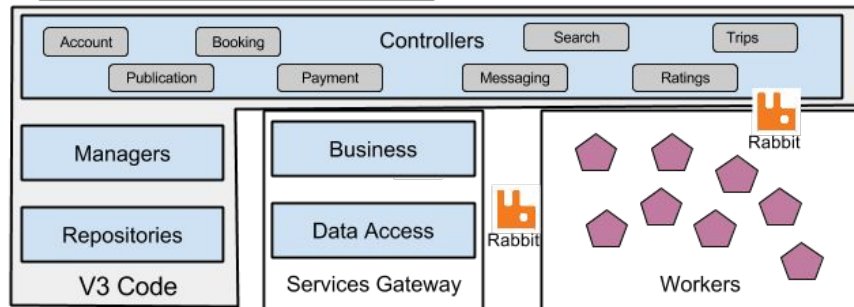 Account
Booking
Controllers
Search
Trips
Publication
Payment
Messaging
Ratings
Rabbit
Managers
Business
Repositories
Data Access
Rabbit
V3 Code
Services Gateway
Workers